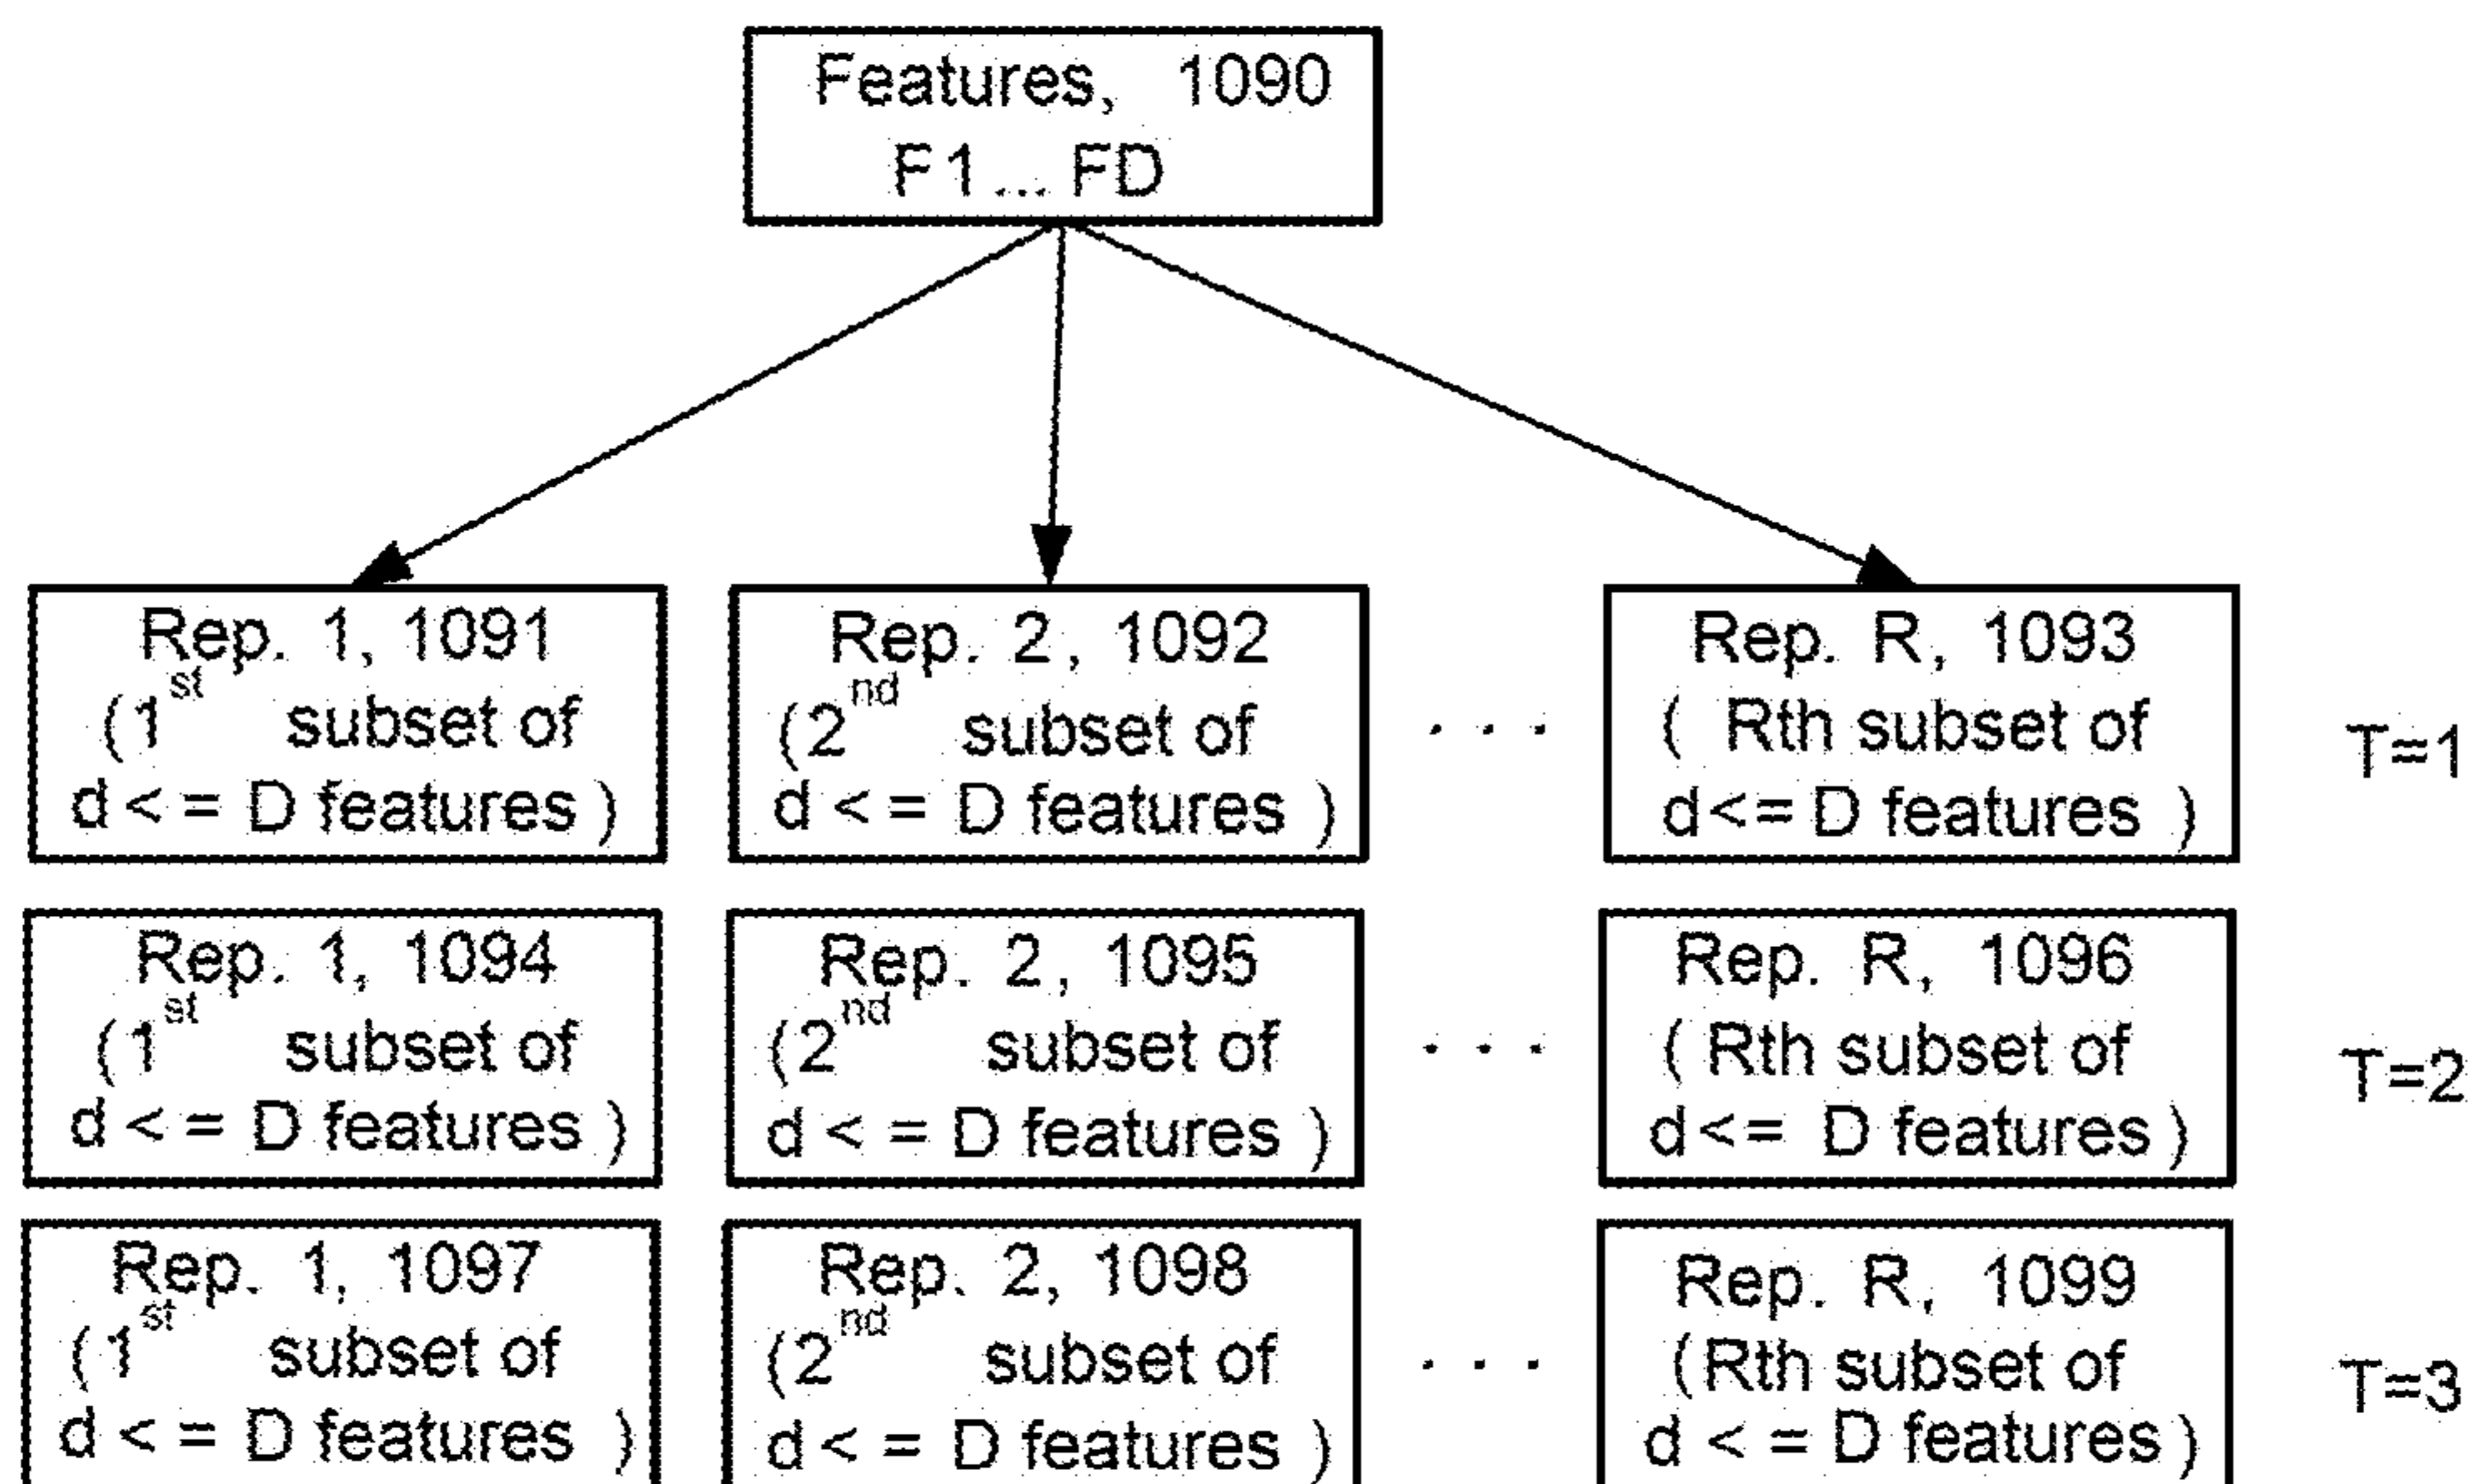 Features, 1090
F1 ... FD
Rep. 1, 1091
(1st subset of
d < = D features )
Rep. 2, 1092
(2nd subset of
d < = D features )
. . .
Rep. R, 1093
( Rth subset of
d <= D features )
T=1
Rep. 1, 1094
(1st subset of
d < = D features )
Rep. 2, 1095
(2nd subset of
d < = D features )
. . .
Rep. R, 1096
( Rth subset of
d <= D features )
T=2
Rep. 1, 1097
(1st subset of
d < = D features )
Rep. 2, 1098
(2nd subset of
d < = D features )
. . .
Rep. R, 1099
(Rth subset of
d < = D features )
T=3